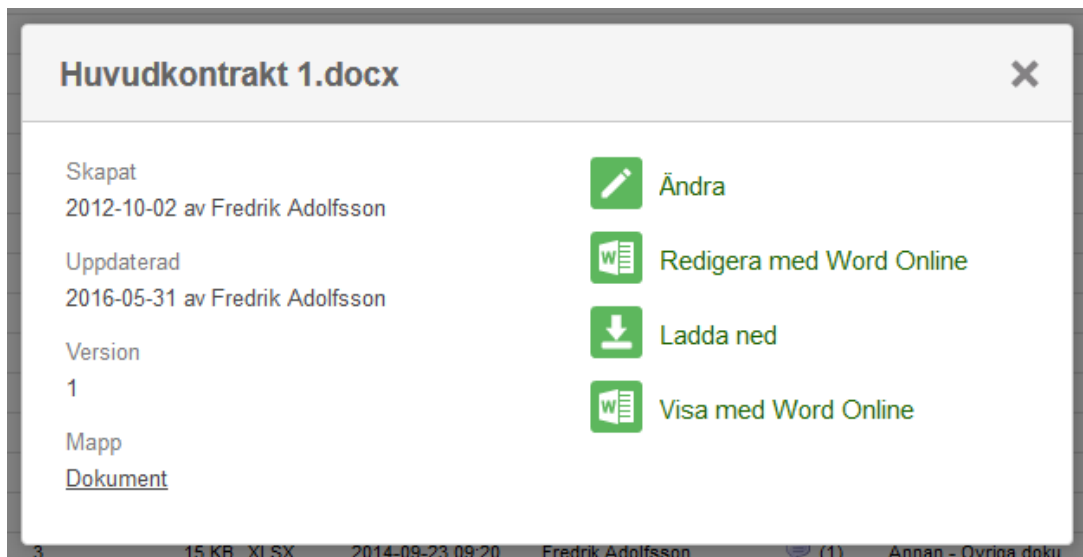 Huvudkontrakt 1.docx
Skapat
2012-10-02 av Fredrik Adolfsson
Uppdaterad
2016-05-31 av Fredrik Adolfsson
Version
1
Mapp
Dokument
Ändra
Redigera med Word Online
Ladda ned
Visa med Word Online
3 15 KB XLSX 2014-09-23 09:20 Fredrik Adolfsson (1) Annan - Övriga doku